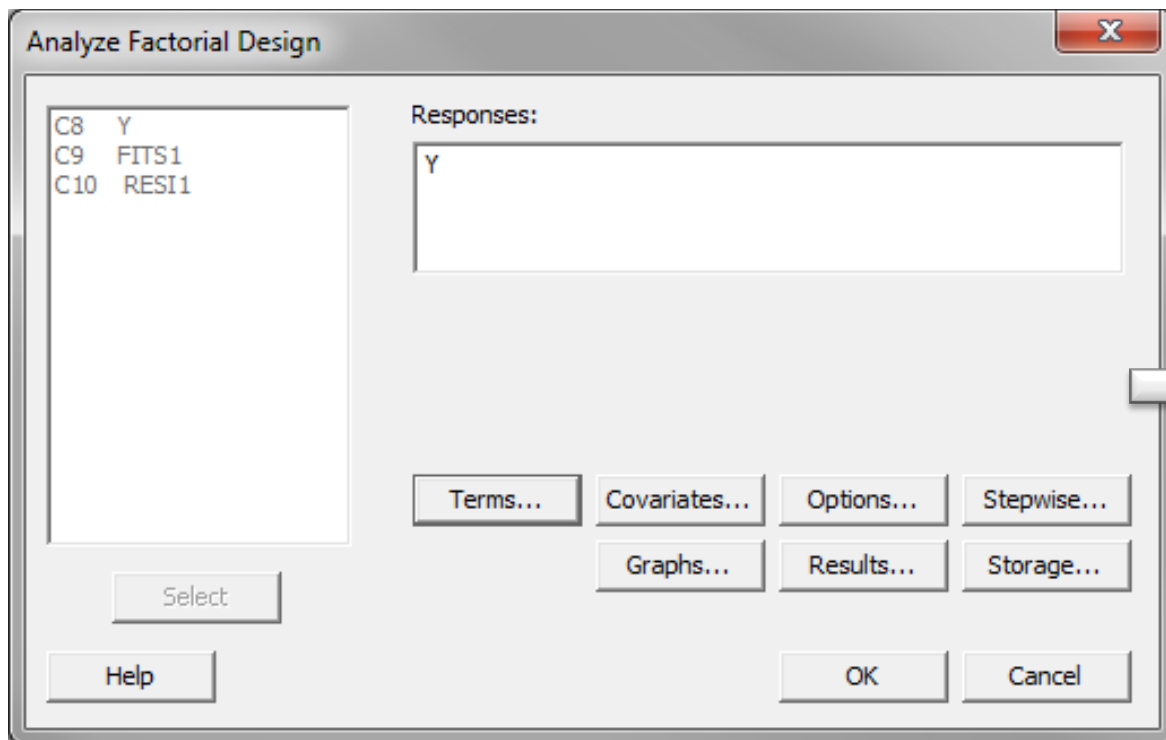 Analyze Factorial Design
C8 Y
C9 FITS1
C10 RESI1
Responses:
Y
Terms... Covariates... Options... Stepwise...
Graphs... Results... Storage...
Select
Help OK Cancel